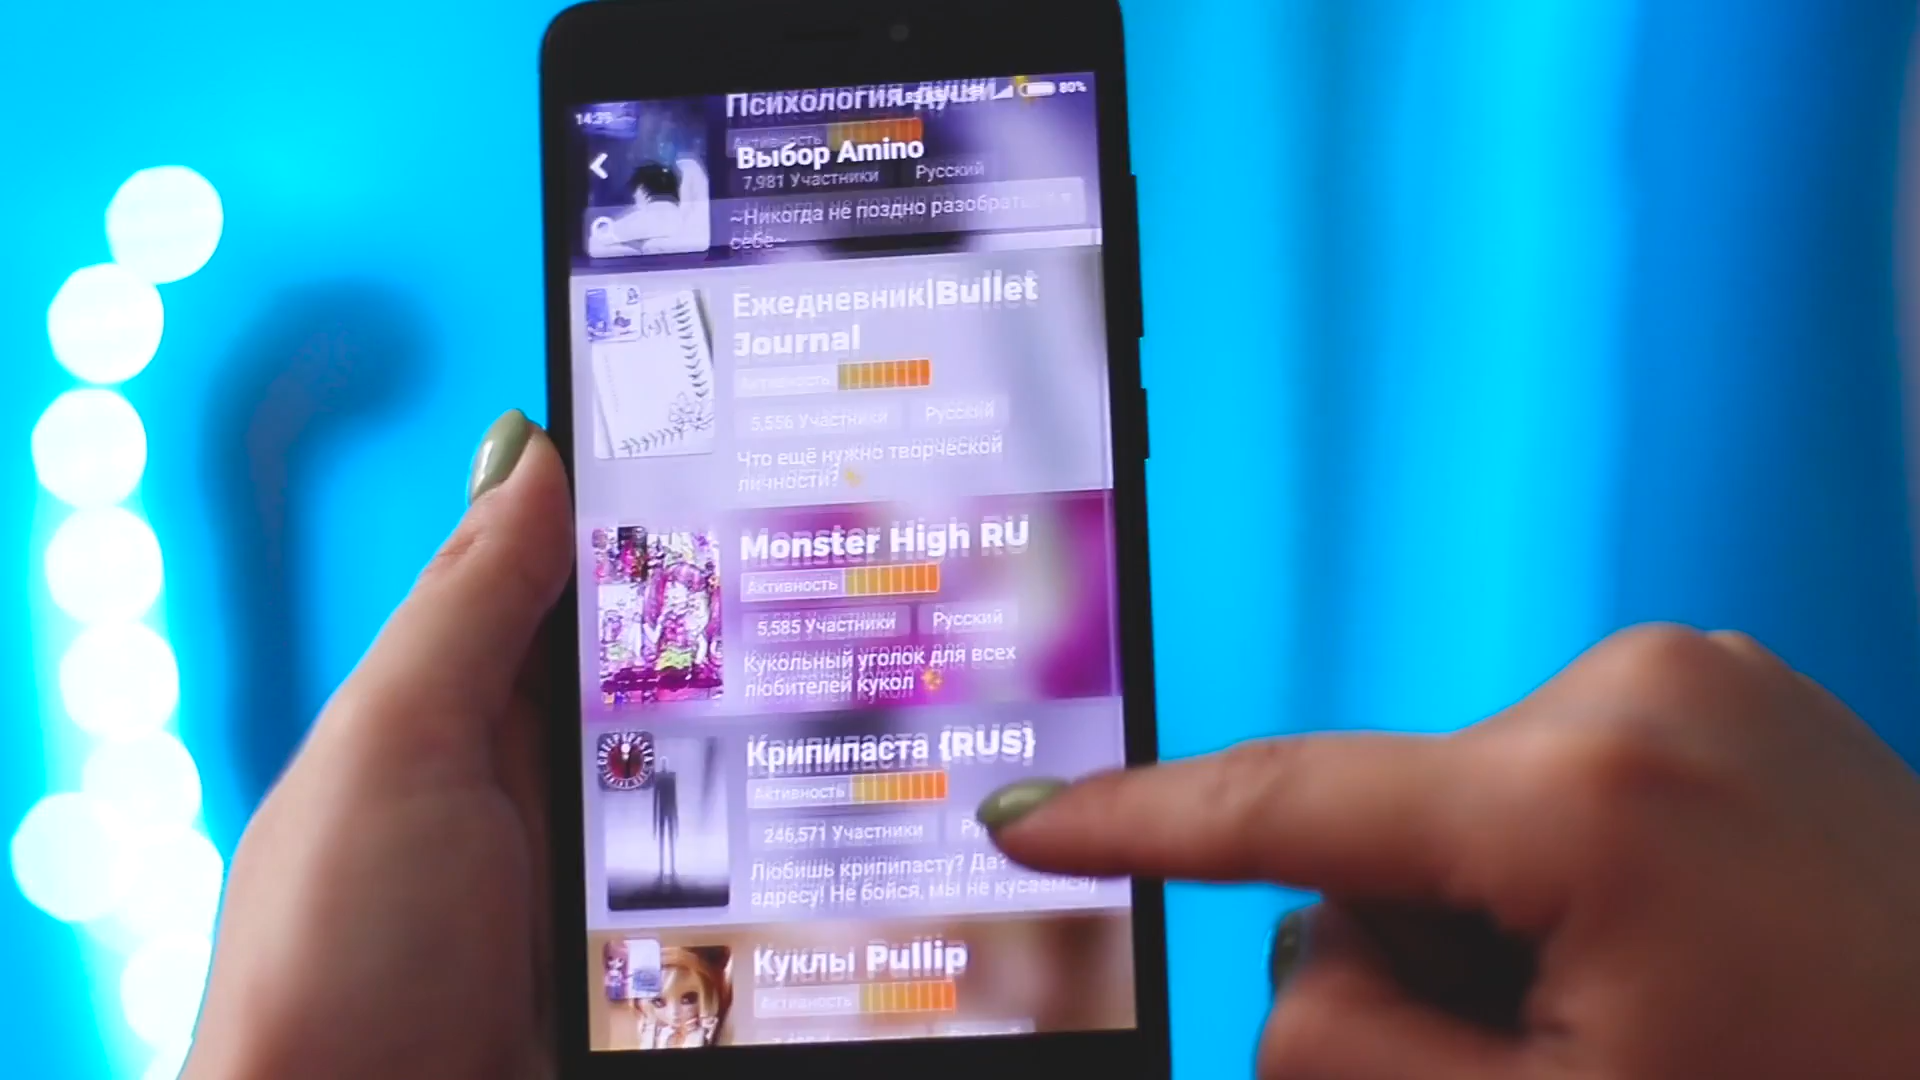 Психология души
80%
14:39
Активность
Выбор Amino
7,981 Участники Русский
~Никогда не поздно
себе~
Ежедневник|Bullet
Journal
Активность
5,556 Участники Русский
Что ещё нужно творческой
личности?
Monster High RU
Активность
5,585 Участники Русский
Кукольный уголок для всех
любителей кукол
Крипипаста {RUS}
Активность
246,571 Участники
Любишь крипипасту? Да?
адресу! Не бойся, мы не кусаемся)
Куклы Pullip
Активность